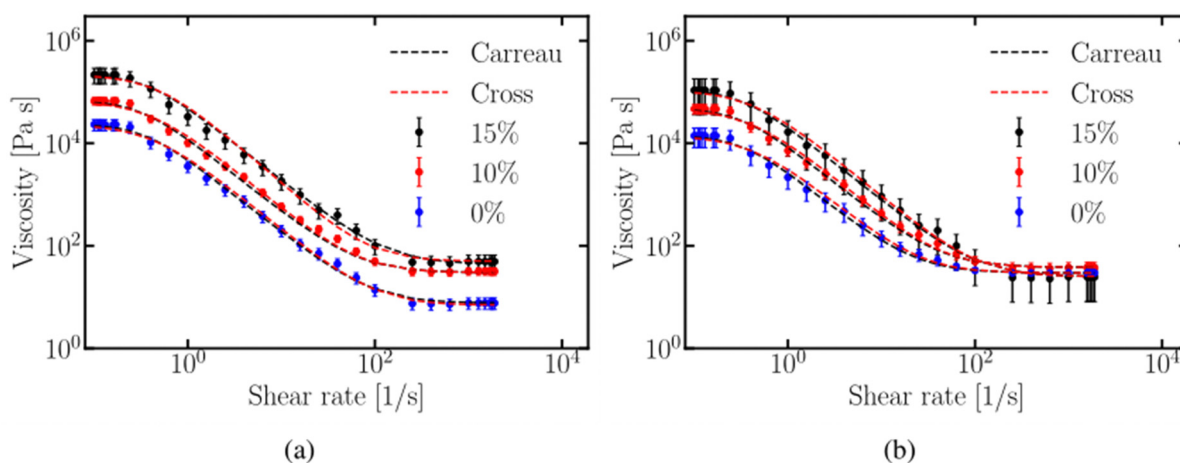 10^6
10^4
10^2
10^0
Viscosity [Pa s]
Carreau
Cross
15%
10%
0%
10^0
10^2
10^4
Shear rate [1/s]
(a)
10^6
10^4
10^2
10^0
Viscosity [Pa s]
Carreau
Cross
15%
10%
0%
10^0
10^2
10^4
Shear rate [1/s]
(b)